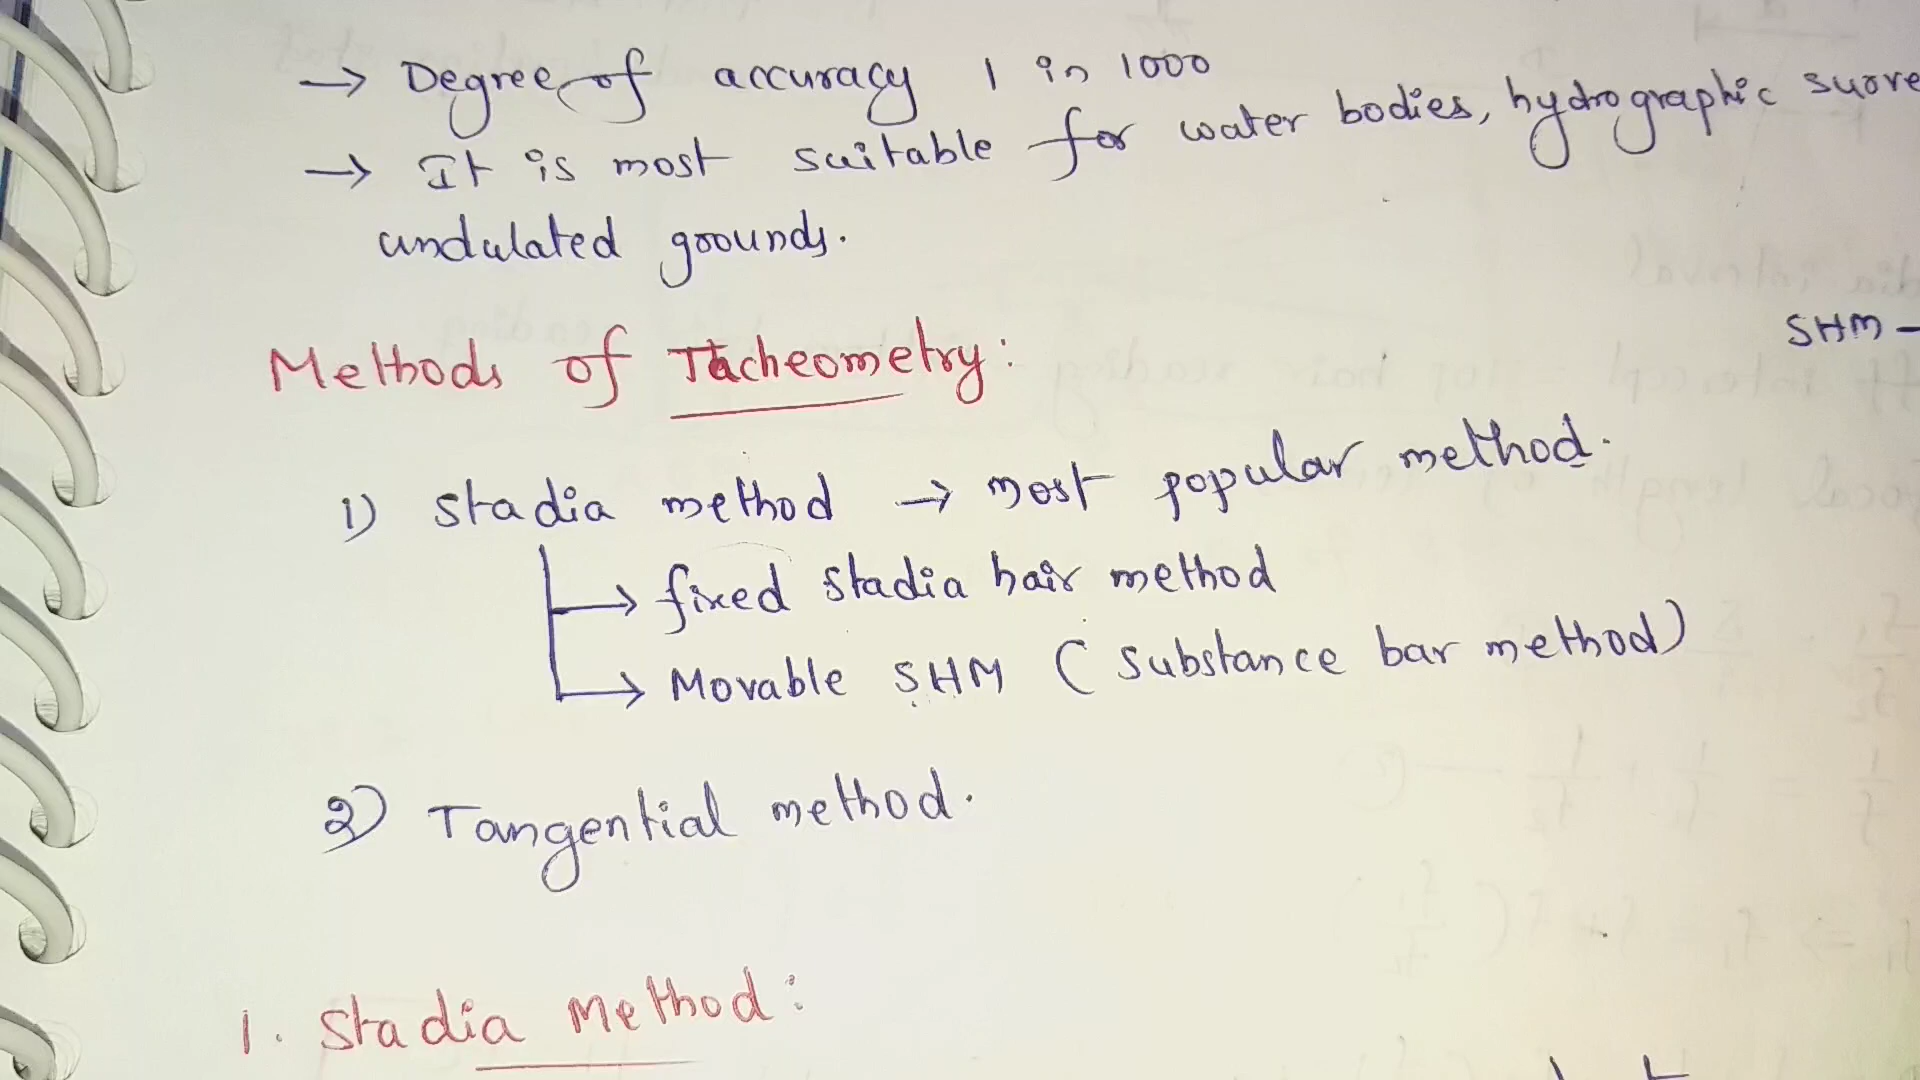 → Degree of accuracy 1 in 1000
→ It is most suitable for water bodies, hydrographic surve
undulated grounds.
SHM -
Methods of Tacheometry:
1) Stadia method → most popular method.
→ fixed stadia hair method
→ Movable SHM (substance bar method)
2) Tangential method.
1. Stadia Method: